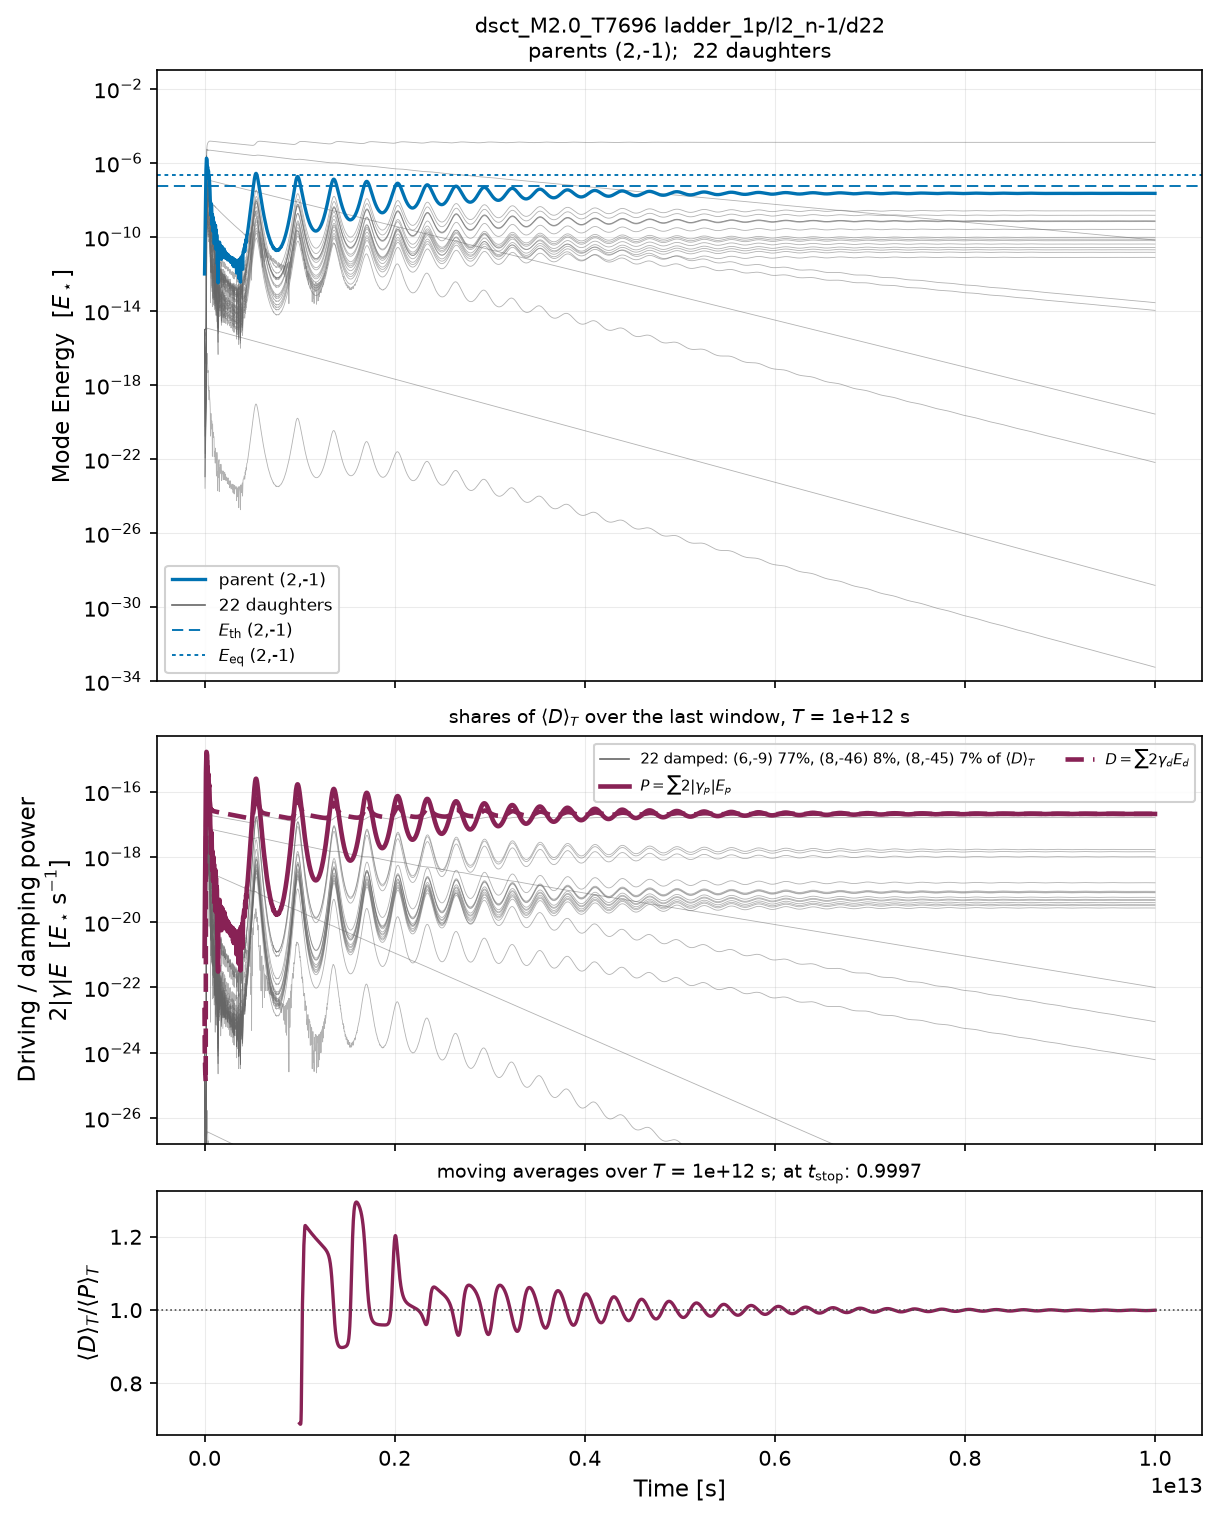 dsct_M2.0_T7696 ladder_1p/l2_n-1/d22
parents (2,-1);  22 daughters
10⁻²
10⁻⁶
10⁻¹⁰
10⁻¹⁴
10⁻¹⁸
10⁻²²
10⁻²⁶
10⁻³⁰
10⁻³⁴
Mode Energy [E⋆]
parent (2,-1)
22 daughters
E_th (2,-1)
E_eq (2,-1)
shares of ⟨D⟩_T over the last window, T = 1e+12 s
10⁻¹⁶
10⁻¹⁸
10⁻²⁰
10⁻²²
10⁻²⁴
10⁻²⁶
Driving / damping power
2|γ|E [E⋆ s⁻¹]
22 damped: (6,-9) 77%, (8,-46) 8%, (8,-45) 7% of ⟨D⟩_T
P = ∑2|γ_p|E_p
D = ∑2γ_dE_d
moving averages over T = 1e+12 s; at t_stop: 0.9997
1.2
1.0
0.8
⟨D⟩_T/⟨P⟩_T
0.0 0.2 0.4 0.6 0.8 1.0
1e13
Time [s]